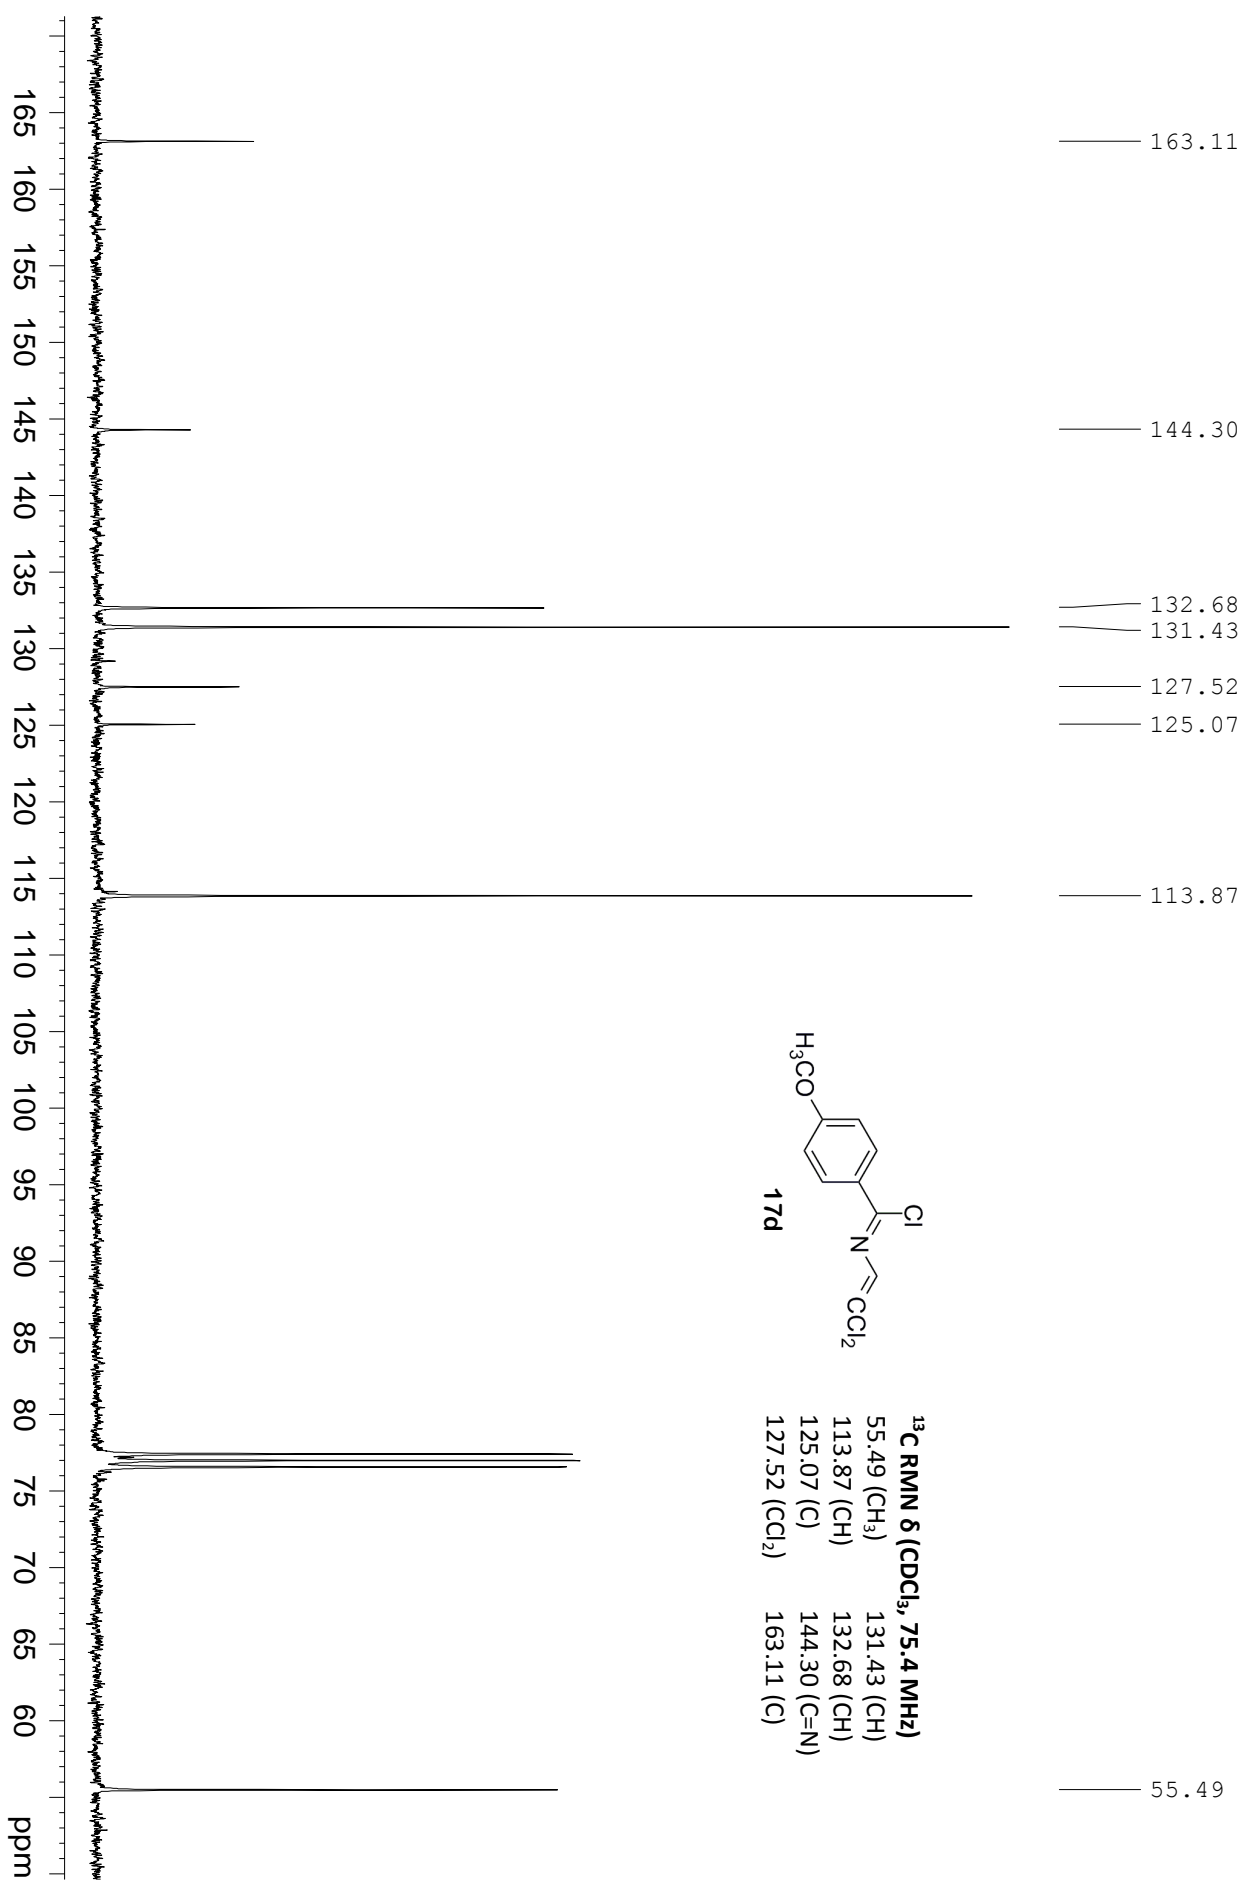 163.11
144.30
132.68
131.43
127.52
125.07
113.87
55.49
Cl
N
CCl₂
H₃CO
17d
¹³C RMN δ (CDCl₃, 75.4 MHz)
55.49 (CH₃) 131.43 (CH)
113.87 (CH) 132.68 (CH)
125.07 (C) 144.30 (C=N)
127.52 (CCl₂) 163.11 (C)
165 160 155 150 145 140 135 130 125 120 115 110 105 100 95 90 85 80 75 70 65 60 ppm